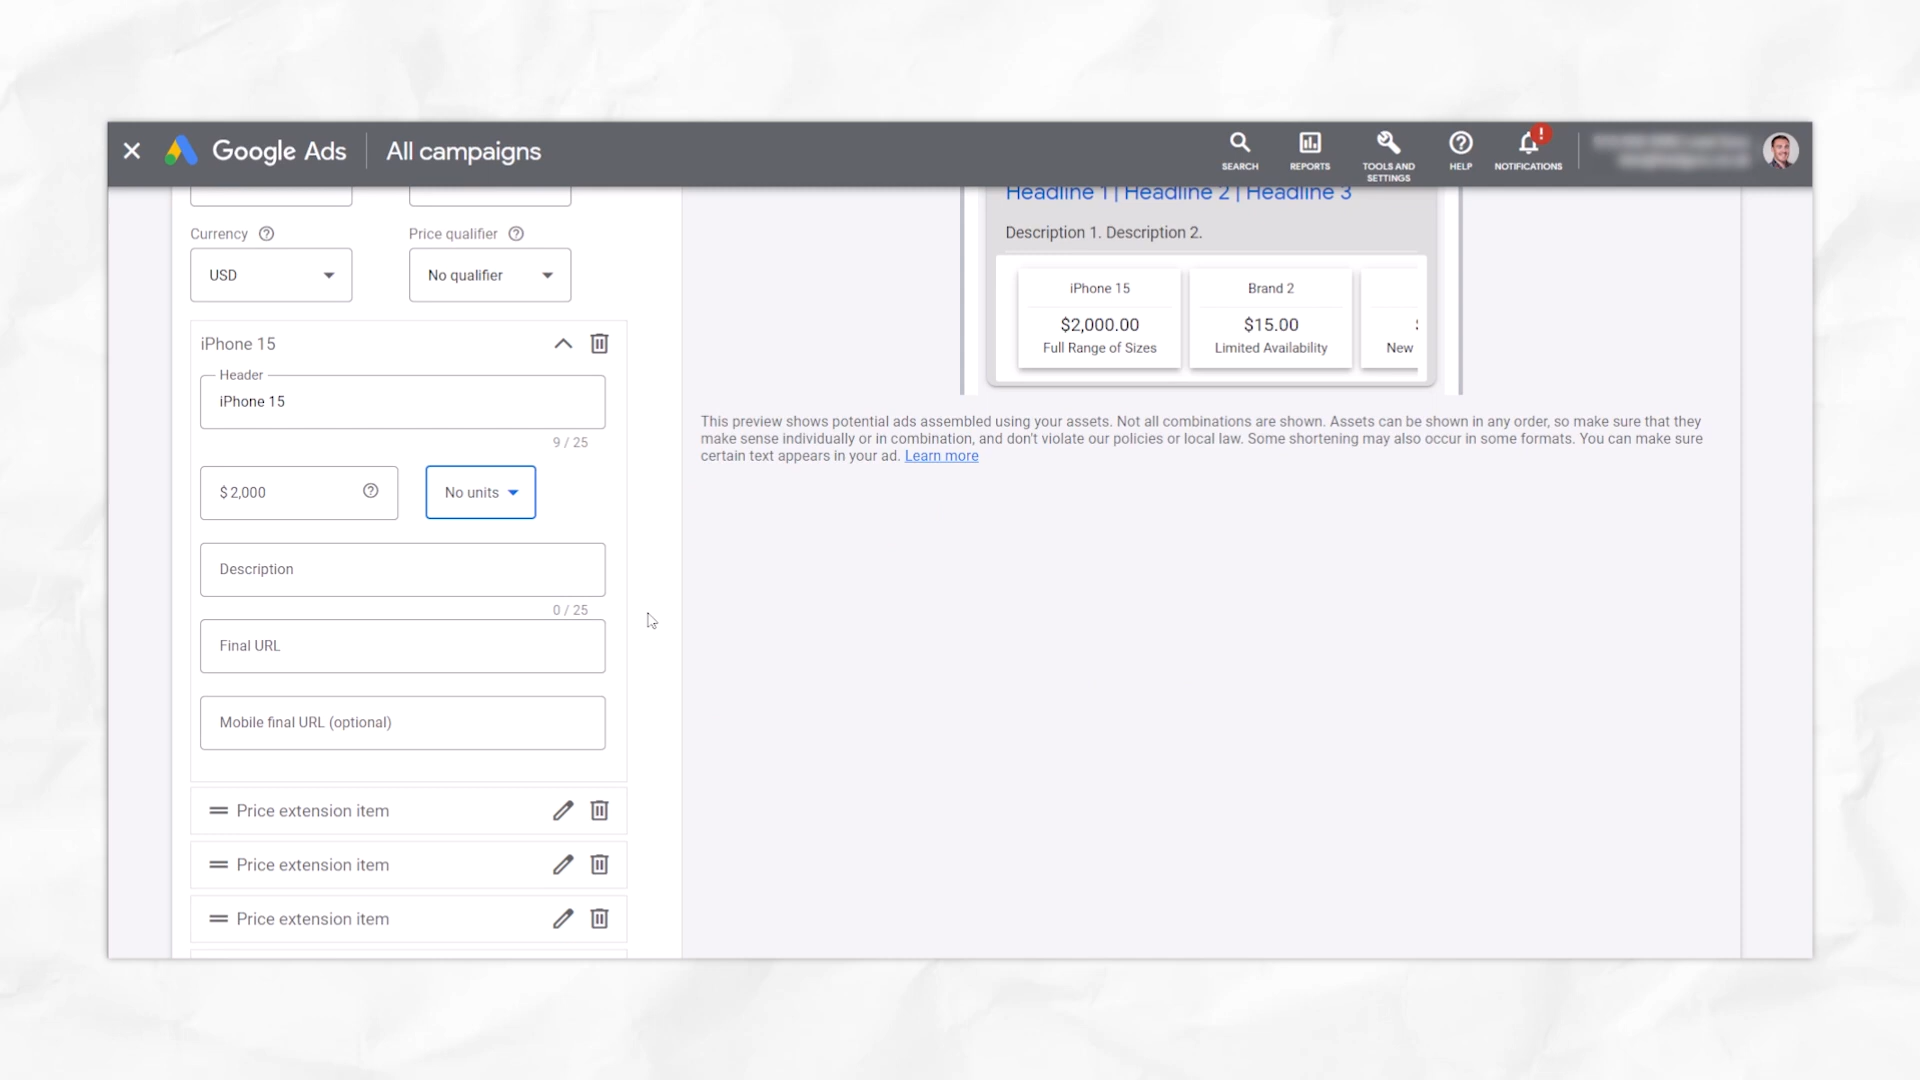 Google Ads
All campaigns
SEARCH
REPORTS
TOOLS AND SETTINGS
HELP
!
NOTIFICATIONS
Currency
USD
Price qualifier
No qualifier
iPhone 15
Header
iPhone 15
9 / 25
$ 2,000
No units
Description
0 / 25
Final URL
Mobile final URL (optional)
Price extension item
Price extension item
Price extension item
Headline 1 | Headline 2 | Headline 3
Description 1. Description 2.
iPhone 15
$2,000.00
Full Range of Sizes
Brand 2
$15.00
Limited Availability
New
This preview shows potential ads assembled using your assets. Not all combinations are shown. Assets can be shown in any order, so make sure that they
make sense individually or in combination, and don't violate our policies or local law. Some shortening may also occur in some formats. You can make sure
certain text appears in your ad. Learn more